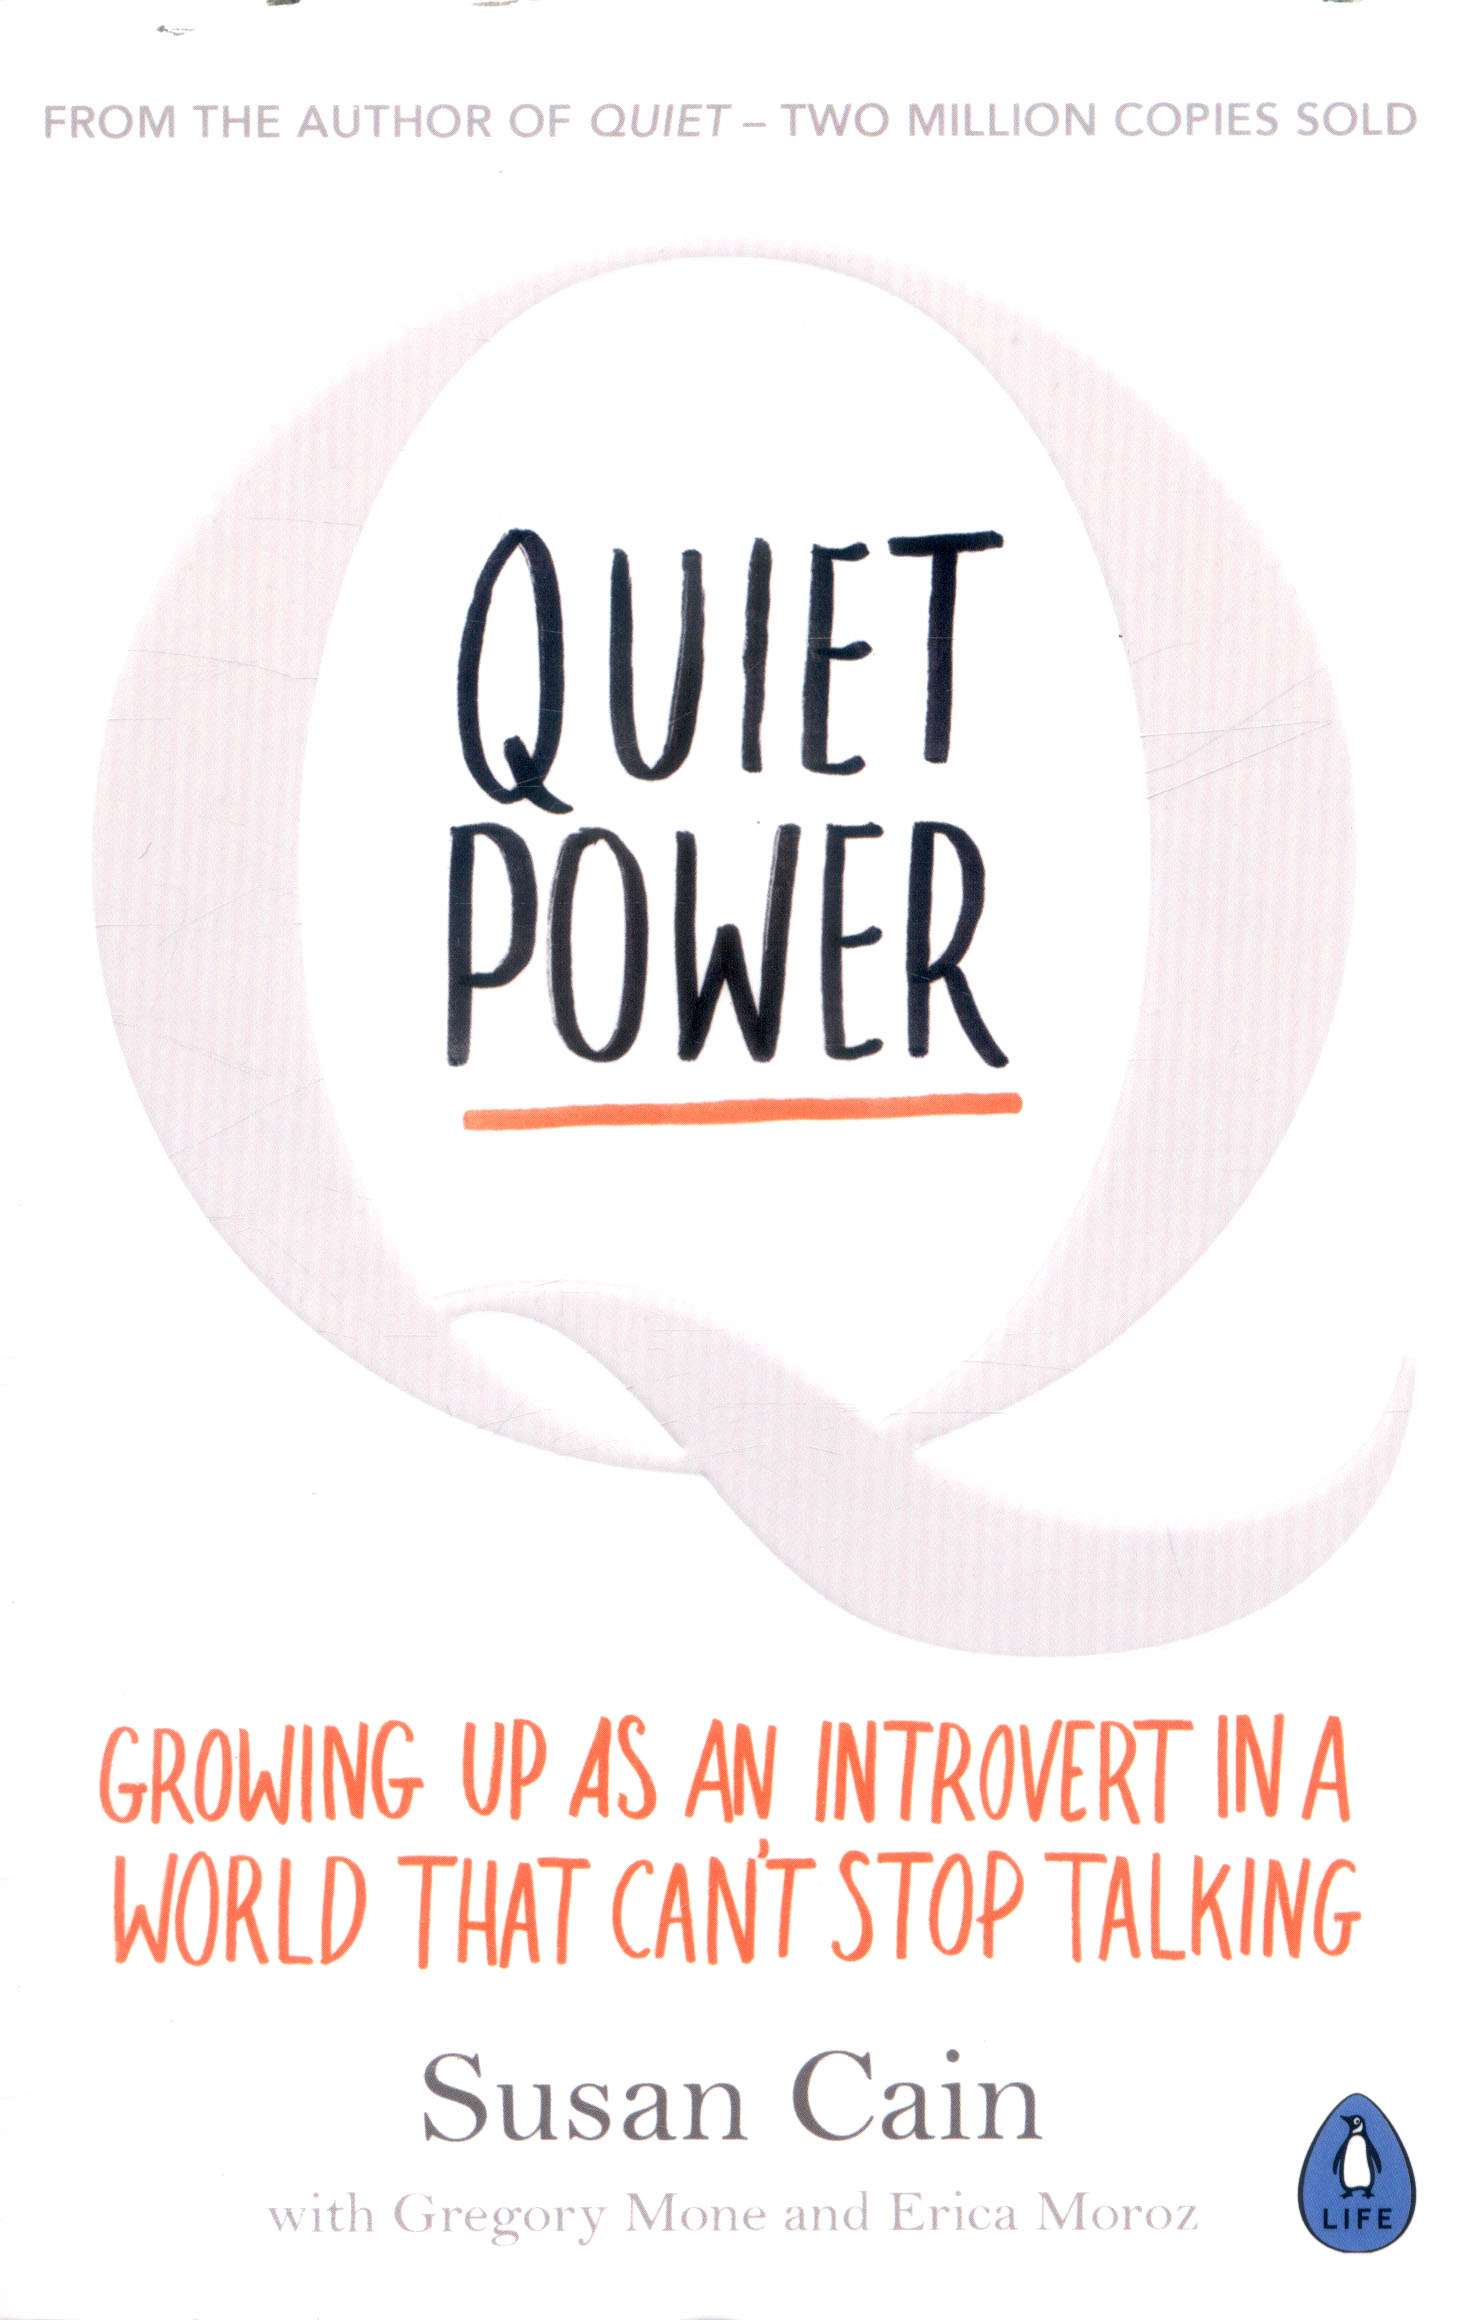 FROM THE AUTHOR OF QUIET – TWO MILLION COPIES SOLD
QUIET
POWER
GROWING UP AS AN INTROVERT IN A
WORLD THAT CAN'T STOP TALKING
Susan Cain
with Gregory Mone and Erica Moroz
LIFE